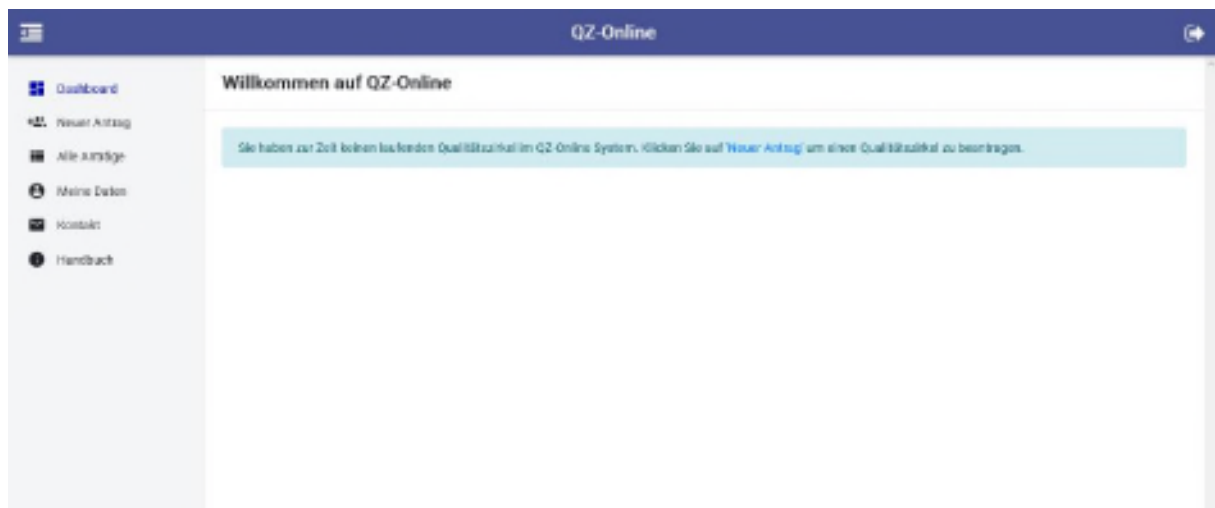 QZ-Online
Dashboard
Neuer Antrag
Alle Anträge
Meine Daten
Kontakt
Handbuch
Willkommen auf QZ-Online
Sie haben zur Zeit keinen laufenden Qualitätszirkel im QZ-Online System. Klicken Sie auf 'Neuer Antrag' um einen Qualitätszirkel zu beantragen.